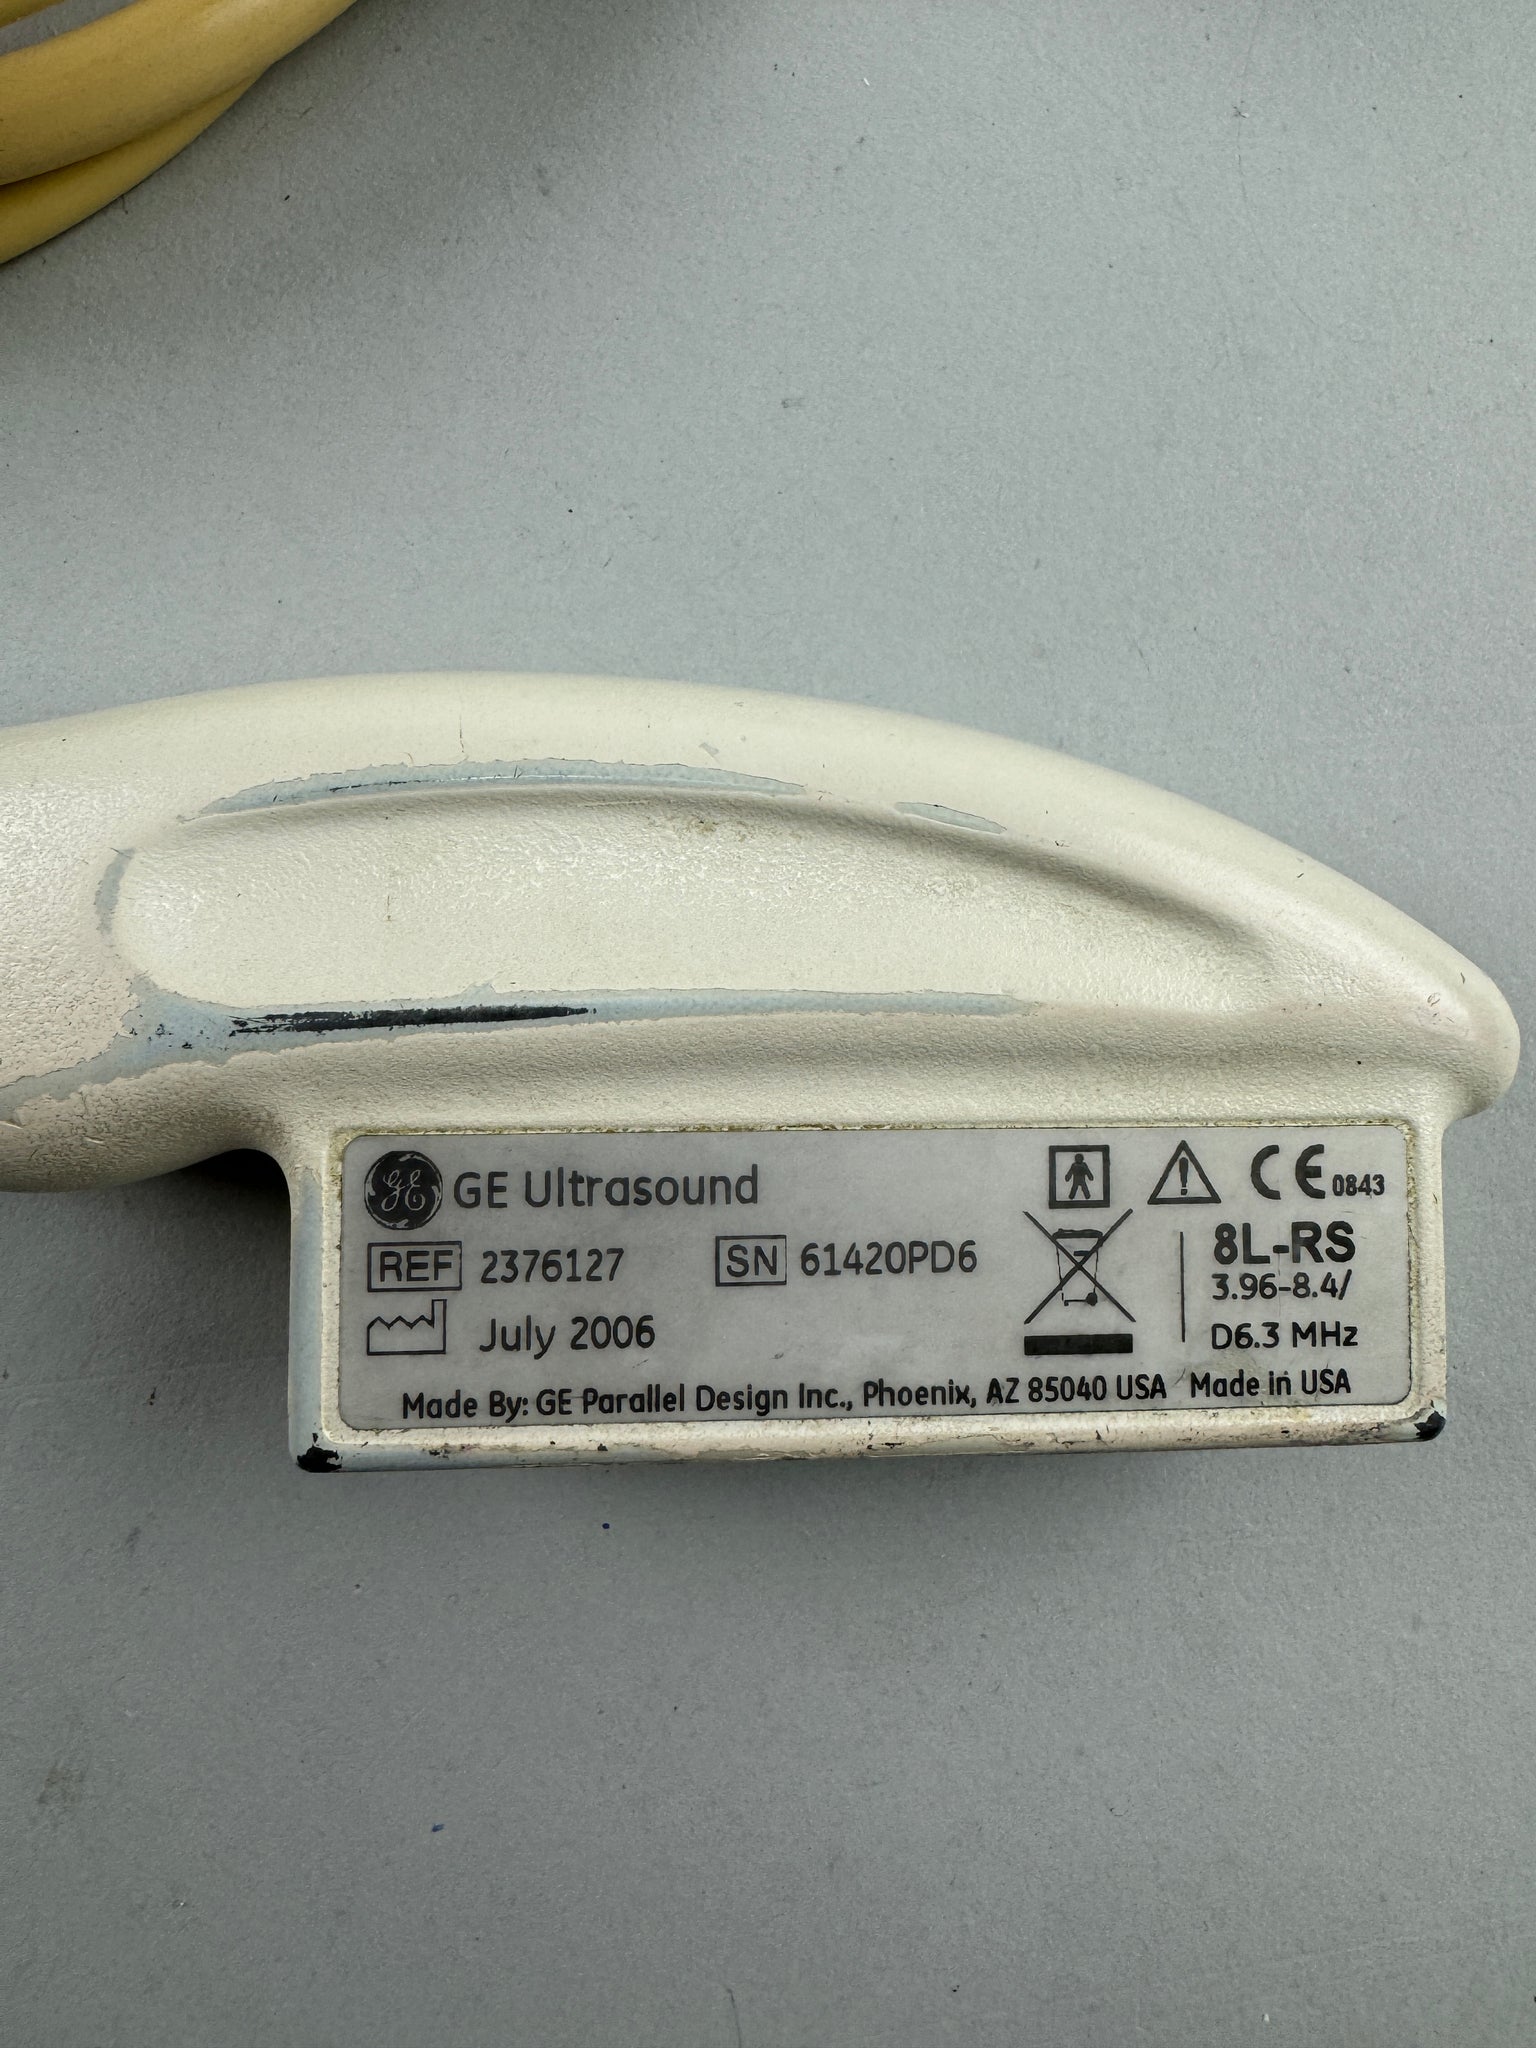 GE GE Ultrasound
CE 0843
REF 2376127 SN 61420PD6
8L-RS
3.96-8.4/
D6.3 MHz
July 2006
Made By: GE Parallel Design Inc., Phoenix, AZ 85040 USA Made in USA